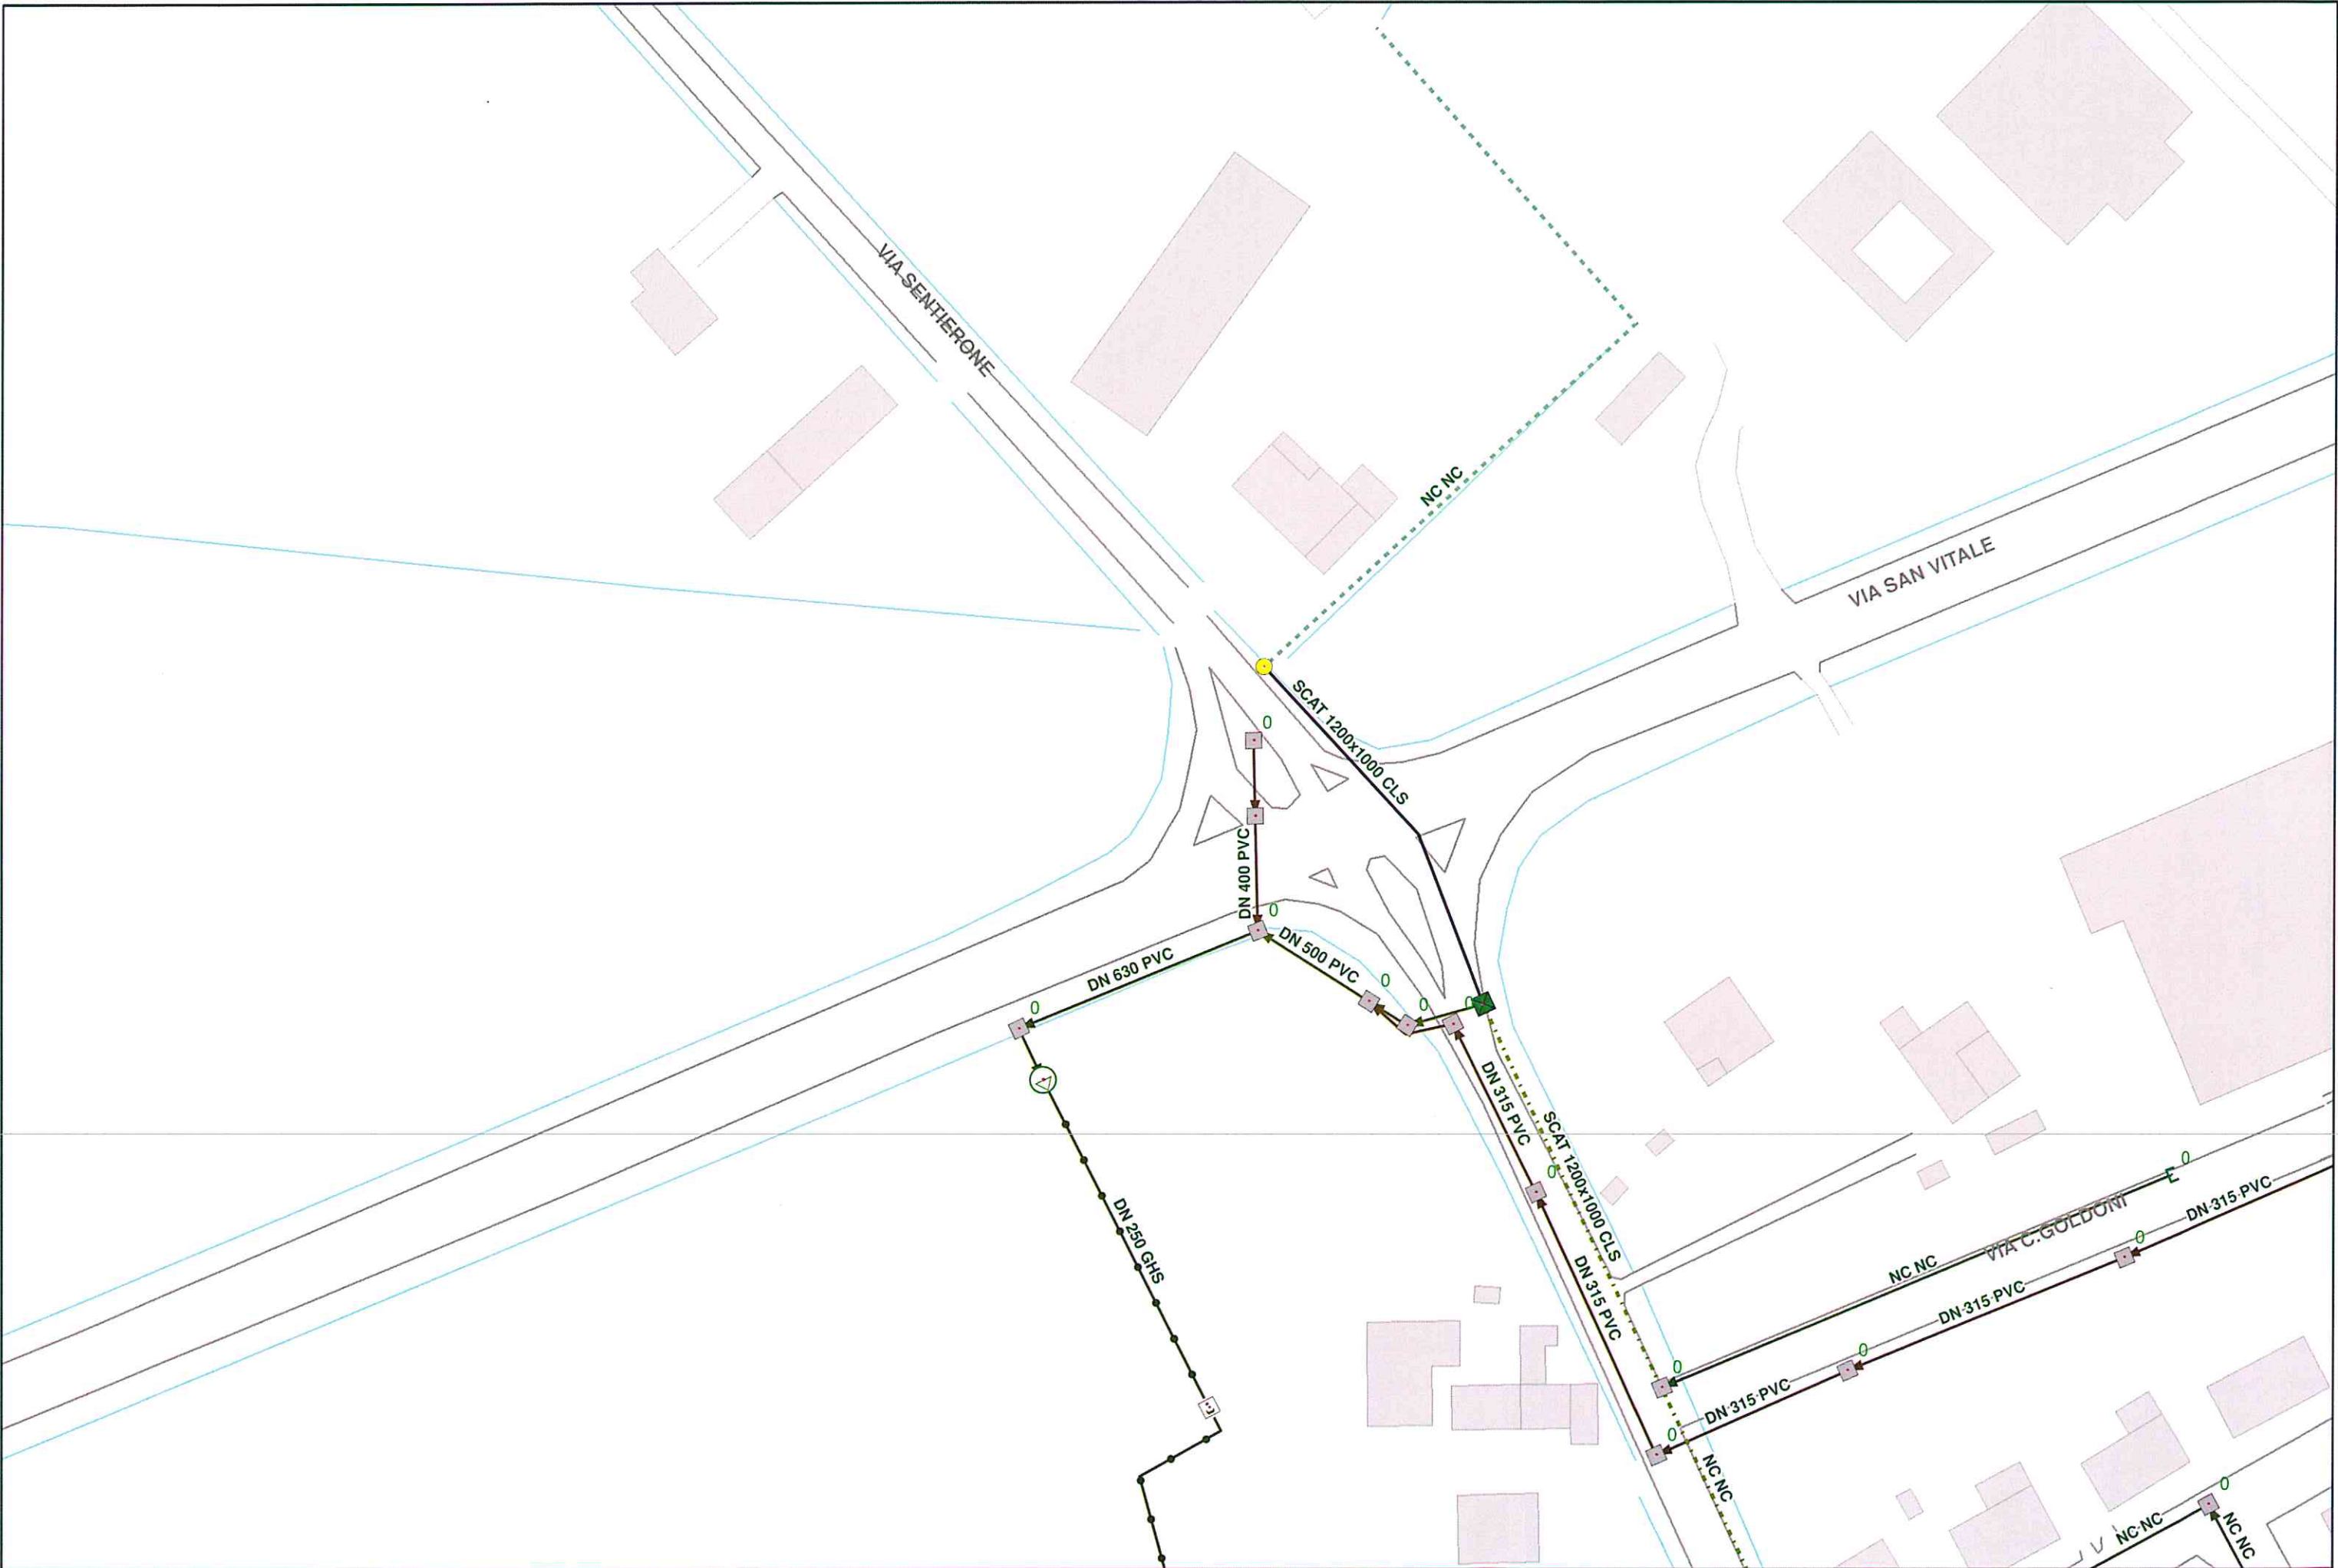 VIA SENTIERONE
NC NC
VIA SAN VITALE
SCAT 1200x1000 CLS
0
DN 400 PVC
0
DN 500 PVC
DN 630 PVC
0
0
0
0
DN 315 PVC
SCAT 1200x1000 CLS
0
DN 250 GHS
0
E
DN 315 PVC
VIA C.GOLDONI
0
NC NC
DN 315 PVC
DN 315 PVC
0
0
DN 315 PVC
0
NC NC
0
NC NC
NC NC